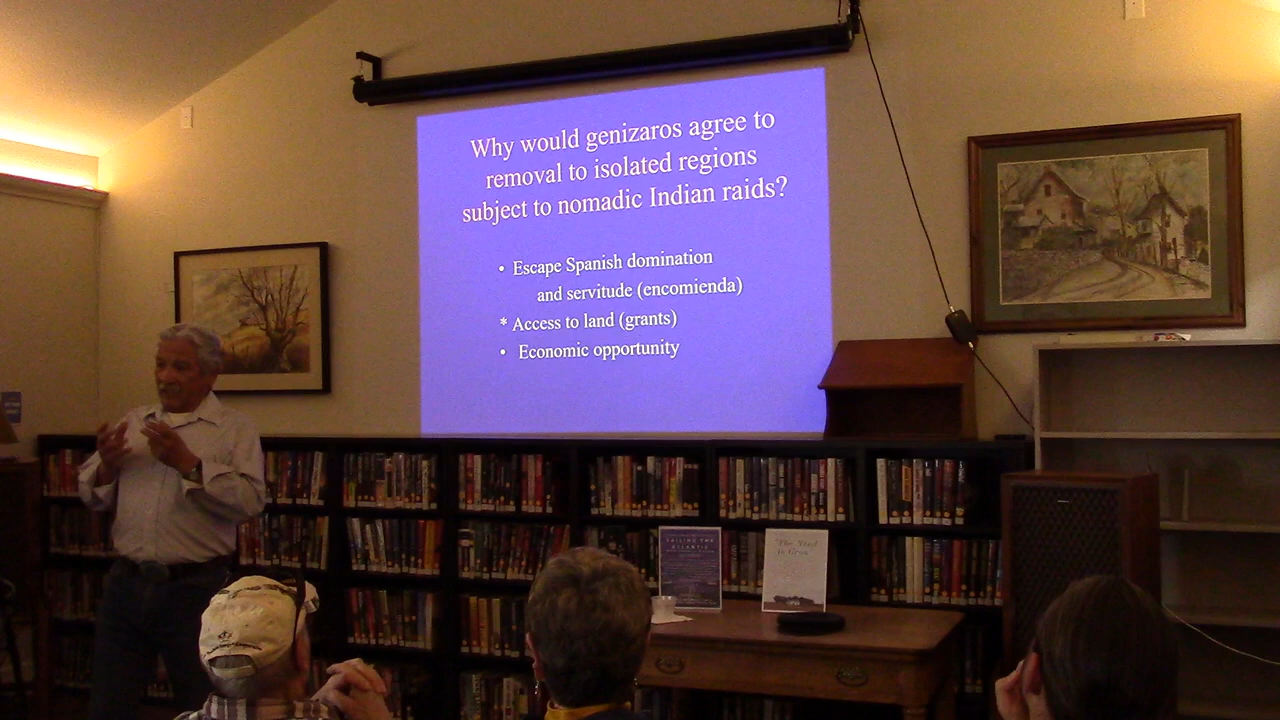 Why would genizaros agree to
removal to isolated regions
subject to nomadic Indian raids?
• Escape Spanish domination
and servitude (encomienda)
* Access to land (grants)
• Economic opportunity
SAILING THE
ATLANTIC